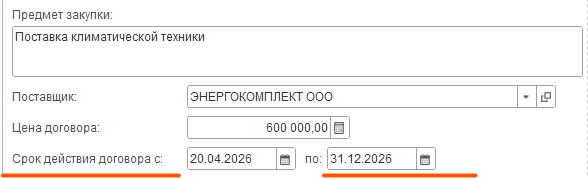 Предмет закупки:
Поставка климатической техники
Поставщик: ЭНЕРГОКОМПЛЕКТ ООО
Цена договора: 600 000,00
Срок действия договора с: 20.04.2026 по: 31.12.2026